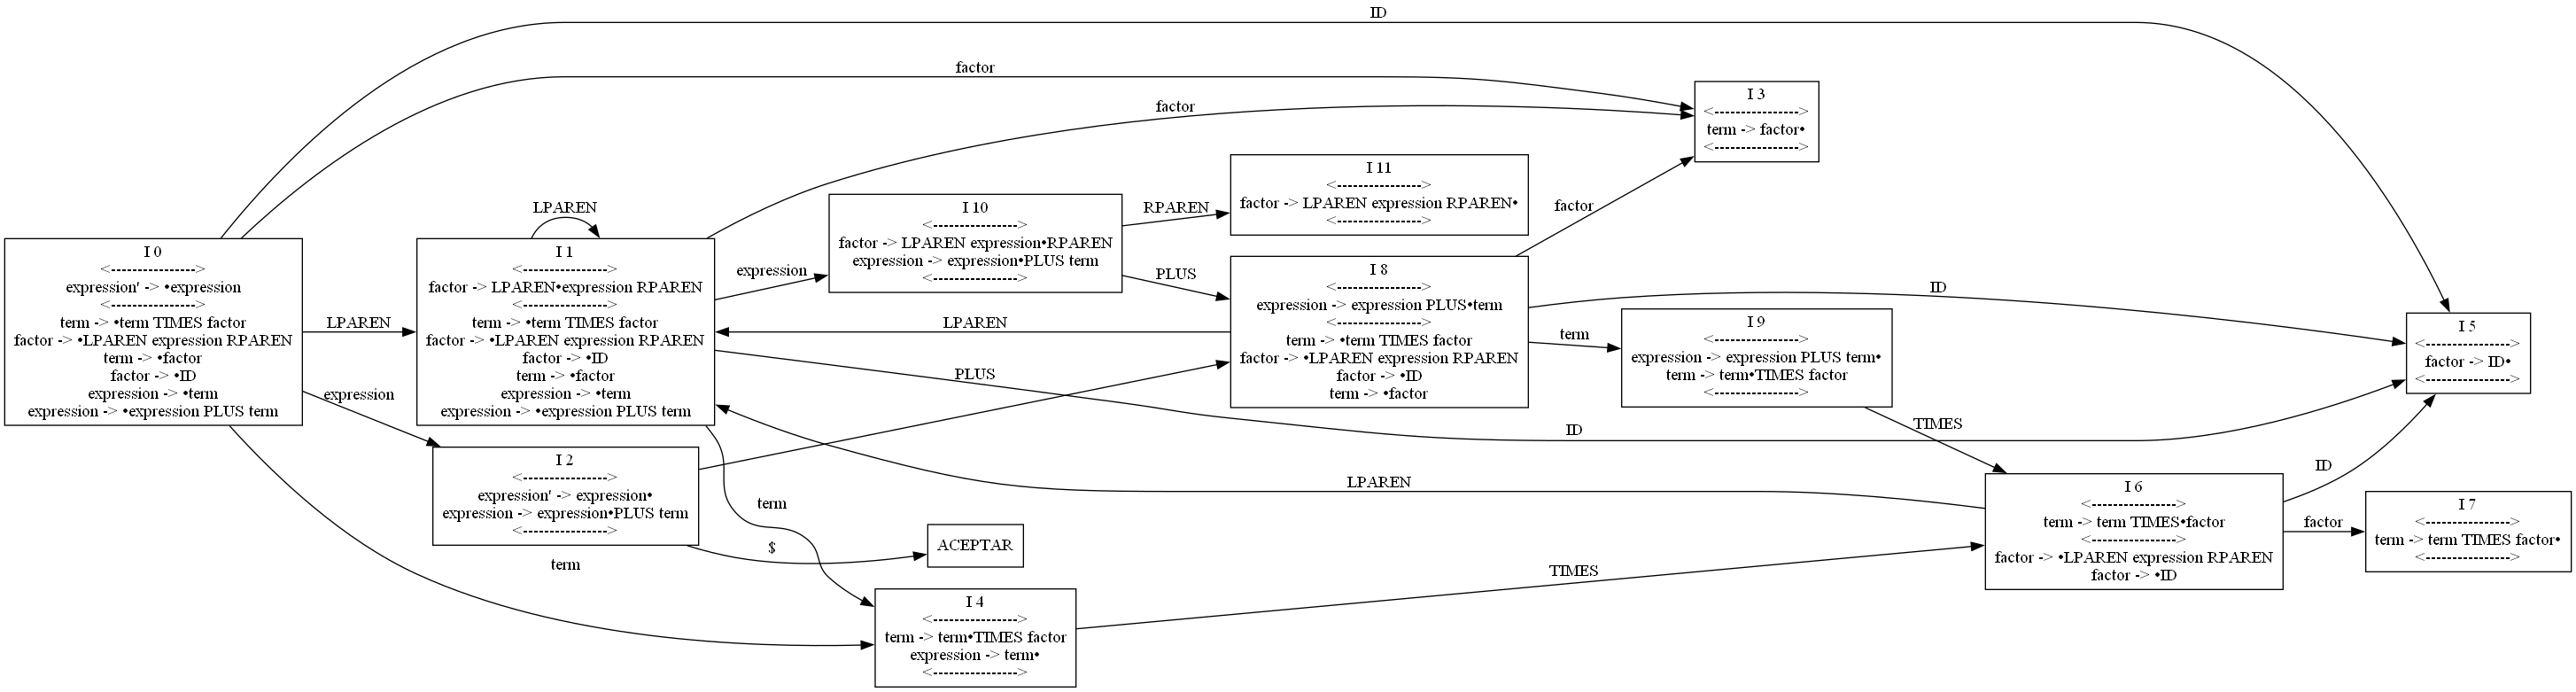 ID
factor
factor
I 3
<------------------>
term -> factor•
<------------------>
I 11
<------------------>
factor -> LPAREN expression RPAREN•
<------------------>
factor
LPAREN
I 10
<------------------>
factor -> LPAREN expression•RPAREN
expression -> expression•PLUS term
<------------------>
RPAREN
PLUS
expression
I 0
<------------------>
expression' -> •expression
<------------------>
term -> •term TIMES factor
factor -> •LPAREN expression RPAREN
term -> •factor
factor -> •ID
expression -> •term
expression -> •expression PLUS term
LPAREN
expression
term
I 1
<------------------>
factor -> LPAREN•expression RPAREN
<------------------>
term -> •term TIMES factor
factor -> •LPAREN expression RPAREN
factor -> •ID
term -> •factor
expression -> •term
expression -> •expression PLUS term
LPAREN
PLUS
I 8
<------------------>
expression -> expression PLUS•term
<------------------>
term -> •term TIMES factor
factor -> •LPAREN expression RPAREN
factor -> •ID
term -> •factor
ID
term
I 9
<------------------>
expression -> expression PLUS term•
term -> term•TIMES factor
<------------------>
I 5
<------------------>
factor -> ID•
<------------------>
ID
TIMES
I 2
<------------------>
expression' -> expression•
expression -> expression•PLUS term
<------------------>
term
$
ACEPTAR
LPAREN
I 6
<------------------>
term -> term TIMES•factor
<------------------>
factor -> •LPAREN expression RPAREN
factor -> •ID
ID
factor
I 7
<------------------>
term -> term TIMES factor•
<------------------>
I 4
<------------------>
term -> term•TIMES factor
expression -> term•
<------------------>
TIMES